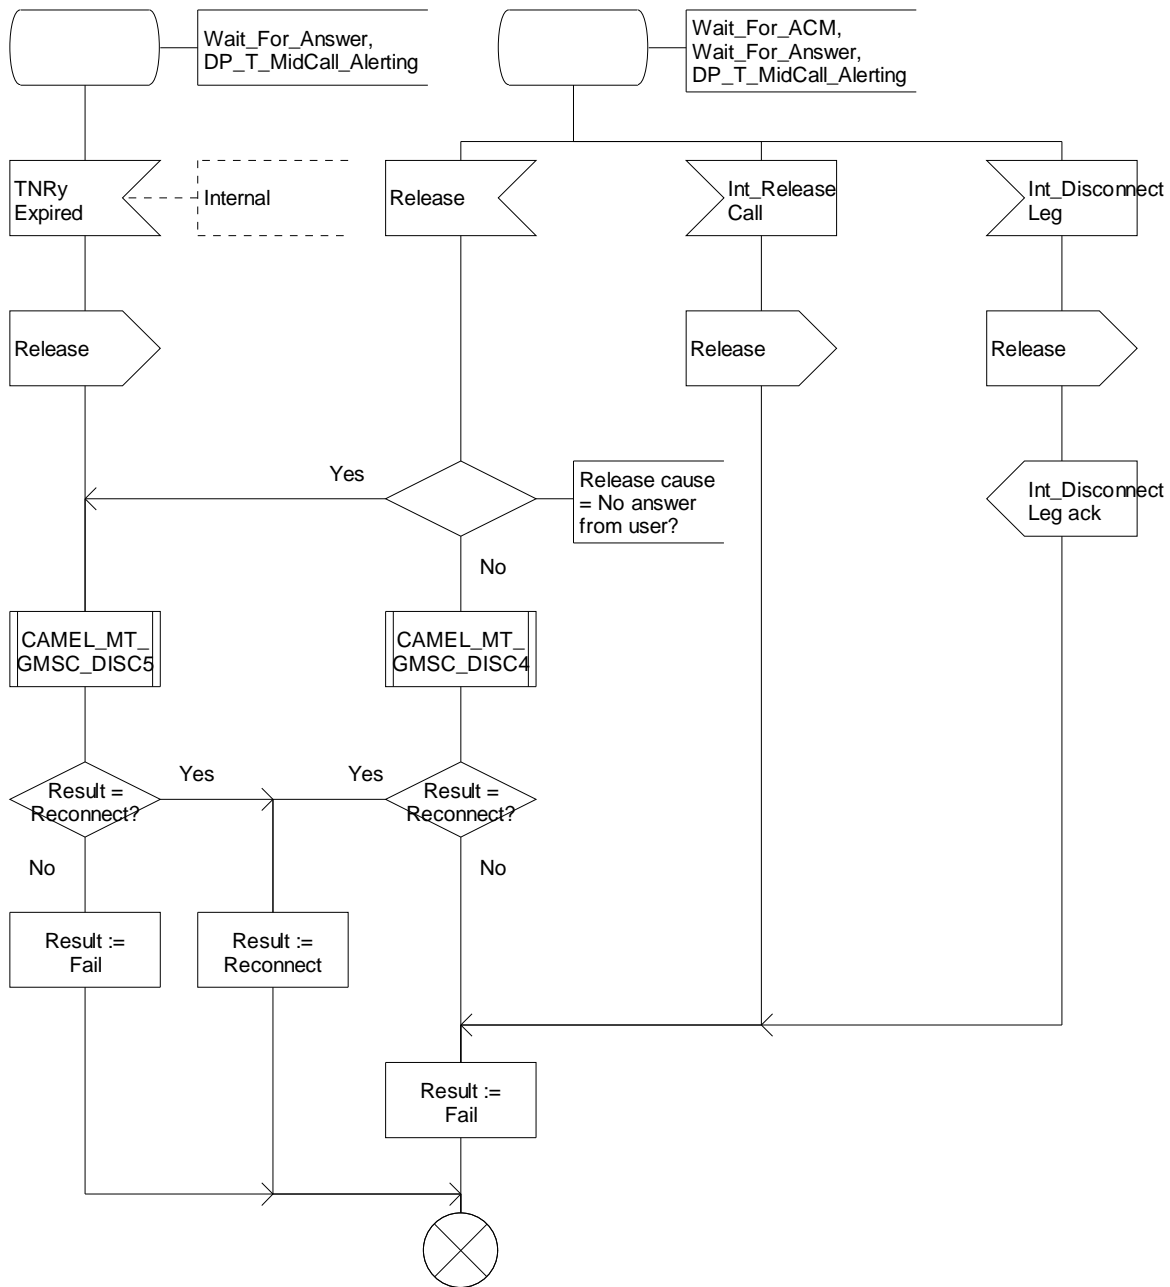 Wait_For_Answer,
DP_T_MidCall_Alerting
Wait_For_ACM,
Wait_For_Answer,
DP_T_MidCall_Alerting
TNRy
Expired
Internal
Release
Int_Release
Call
Int_Disconnect
Leg
Release
Release
Release
Yes
Release cause
= No answer
from user?
Int_Disconnect
Leg ack
No
CAMEL_MT_
GMSC_DISC5
CAMEL_MT_
GMSC_DISC4
Result =
Reconnect?
Yes
Yes
Result =
Reconnect?
No
No
Result :=
Fail
Result :=
Reconnect
Result :=
Fail